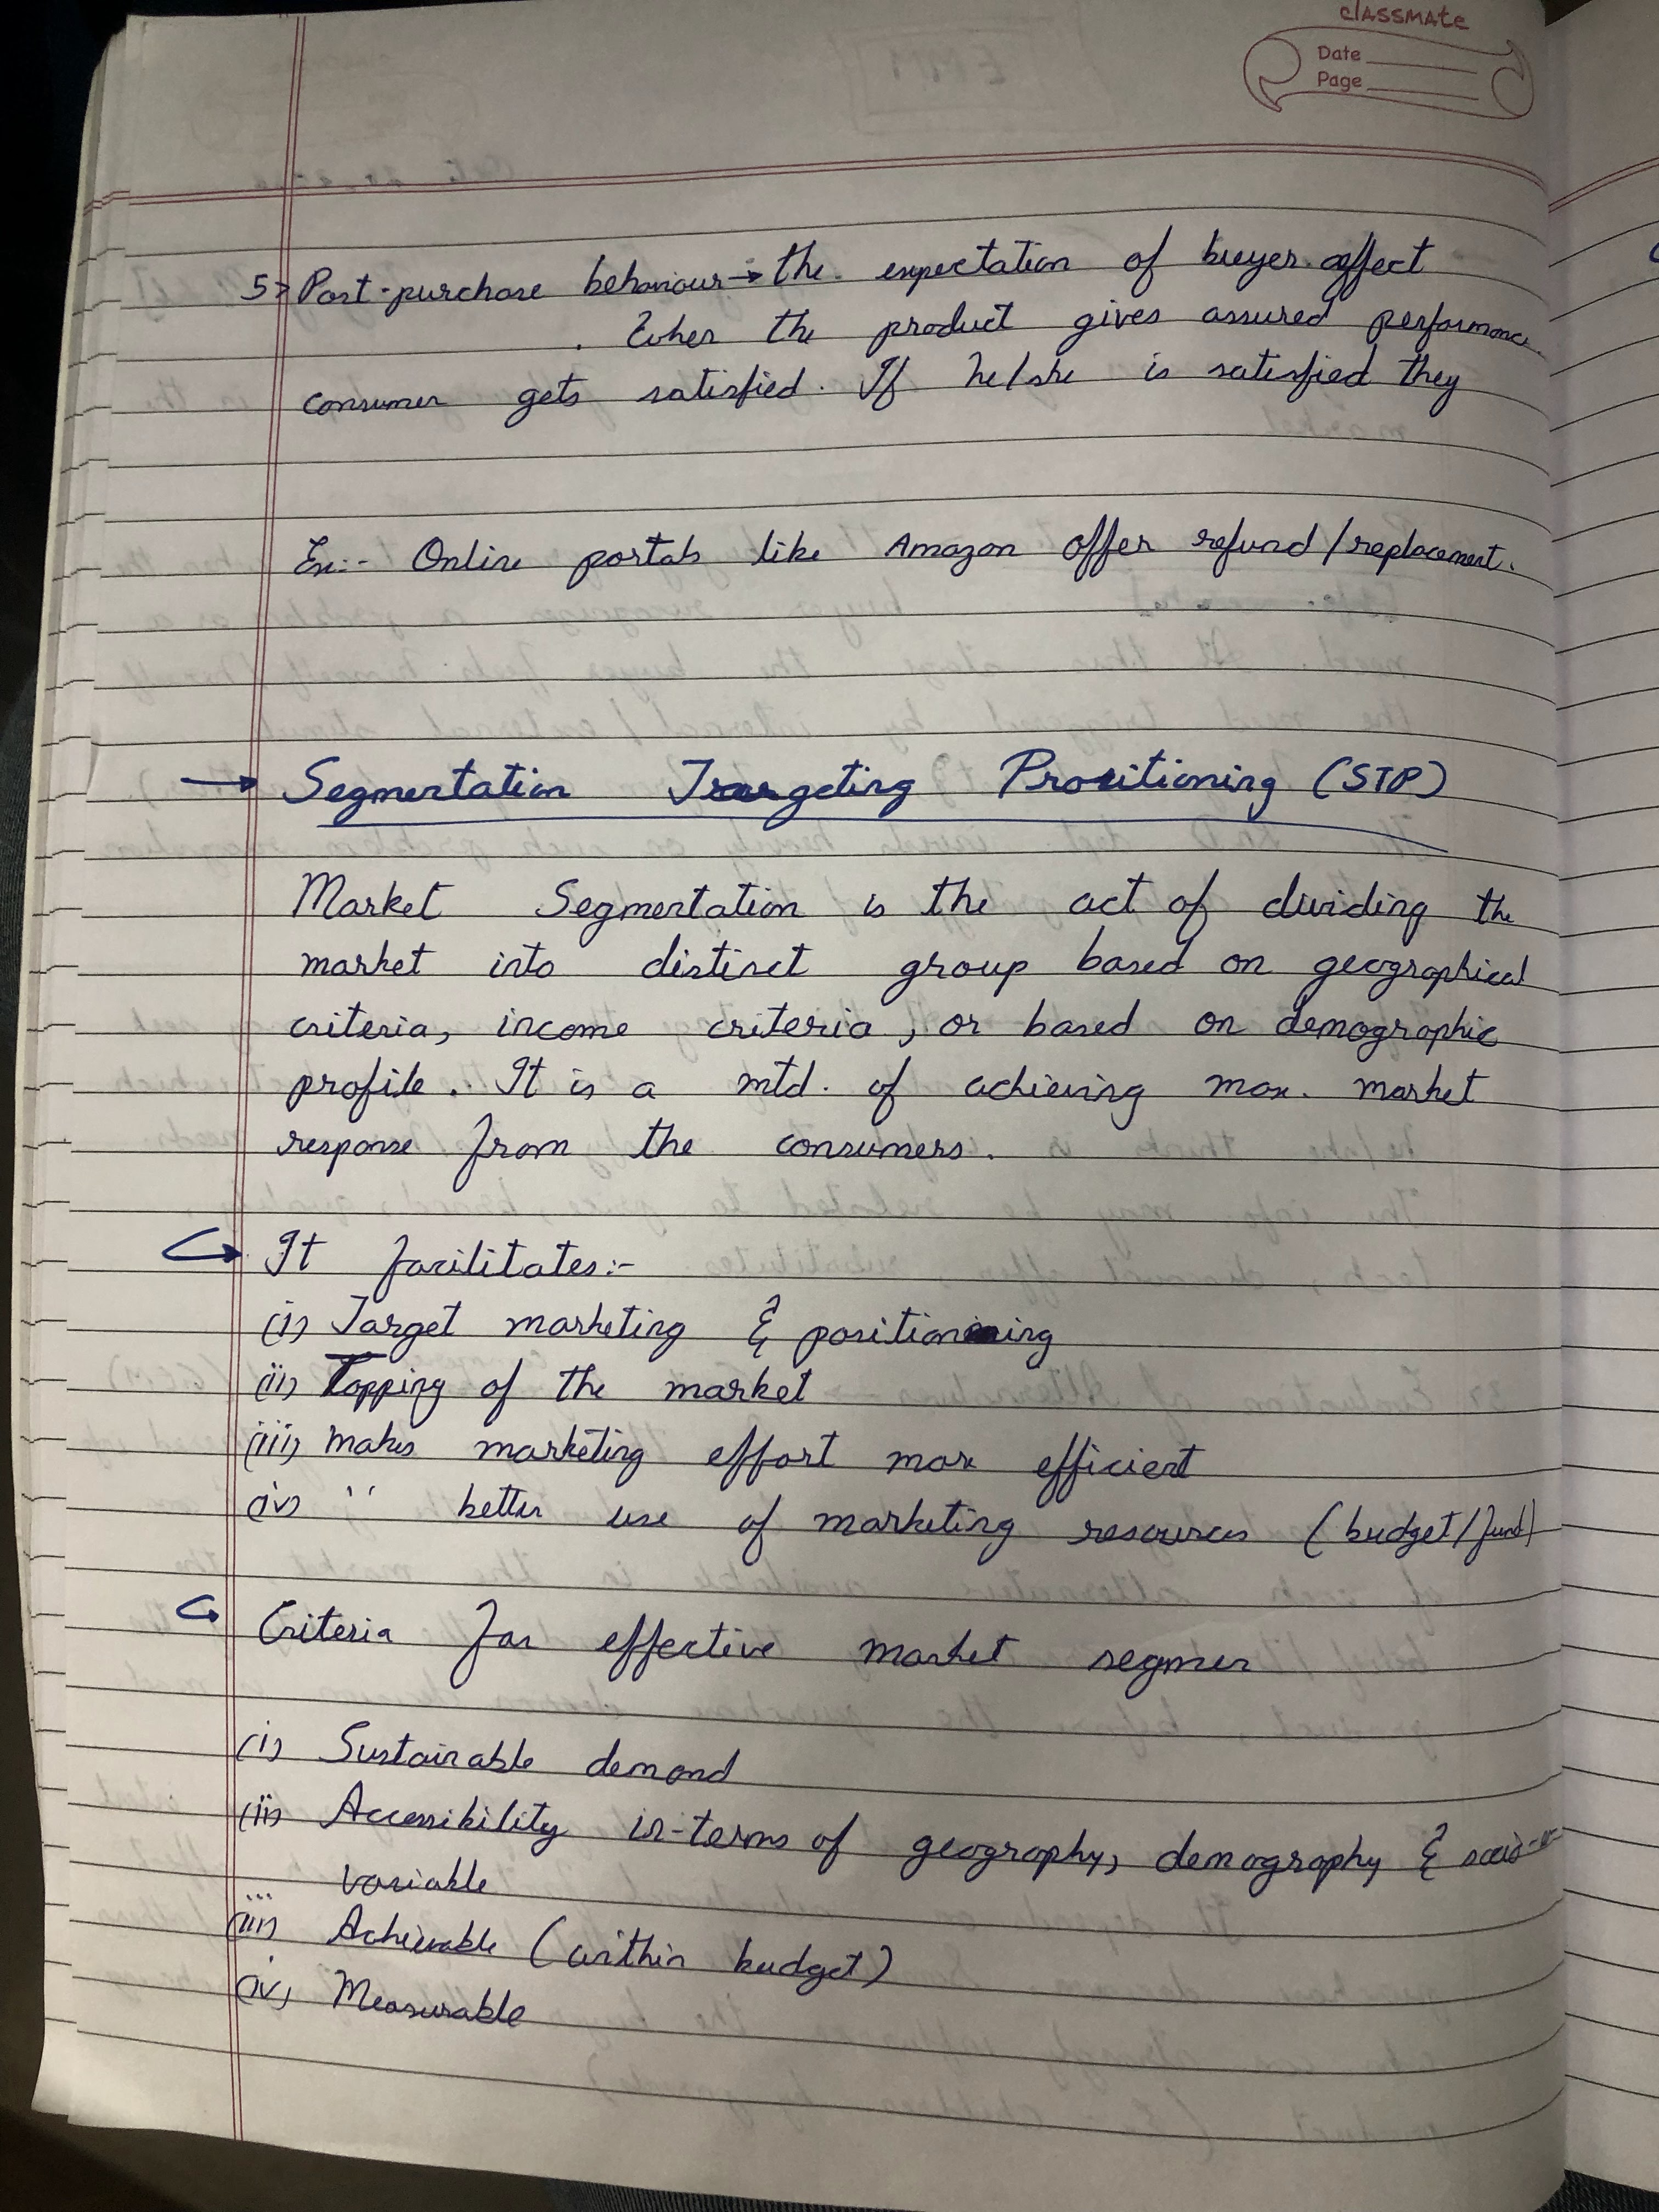 classmate
Date
Page
5> Post-purchase behaviour → the expectation of buyer affect
. When the product gives assured performance
consumer gets satisfied. If he/she is satisfied they
Ex:- Online portals like Amazon offer refund/replacement.
→ Segmentation Targeting Positioning (STP)
Market Segmentation is the act of dividing the
market into distinct group based on geographical
criteria, income criteria, or based on demographic
profile. It is a mtd. of achieving max. market
response from the consumers.
↪ It facilitates:-
(i) Target marketing & positioning
(ii) Tapping of the market
(iii) makes marketing effort more efficient
(iv) '' better use of marketing resources (budget/fund)
↪ Criteria for effective market segmen
(i) Sustainable demand
(ii) Accessibility in-terms of geography, demography &
variable
(iii) Achievable (within budget)
(iv) Measurable